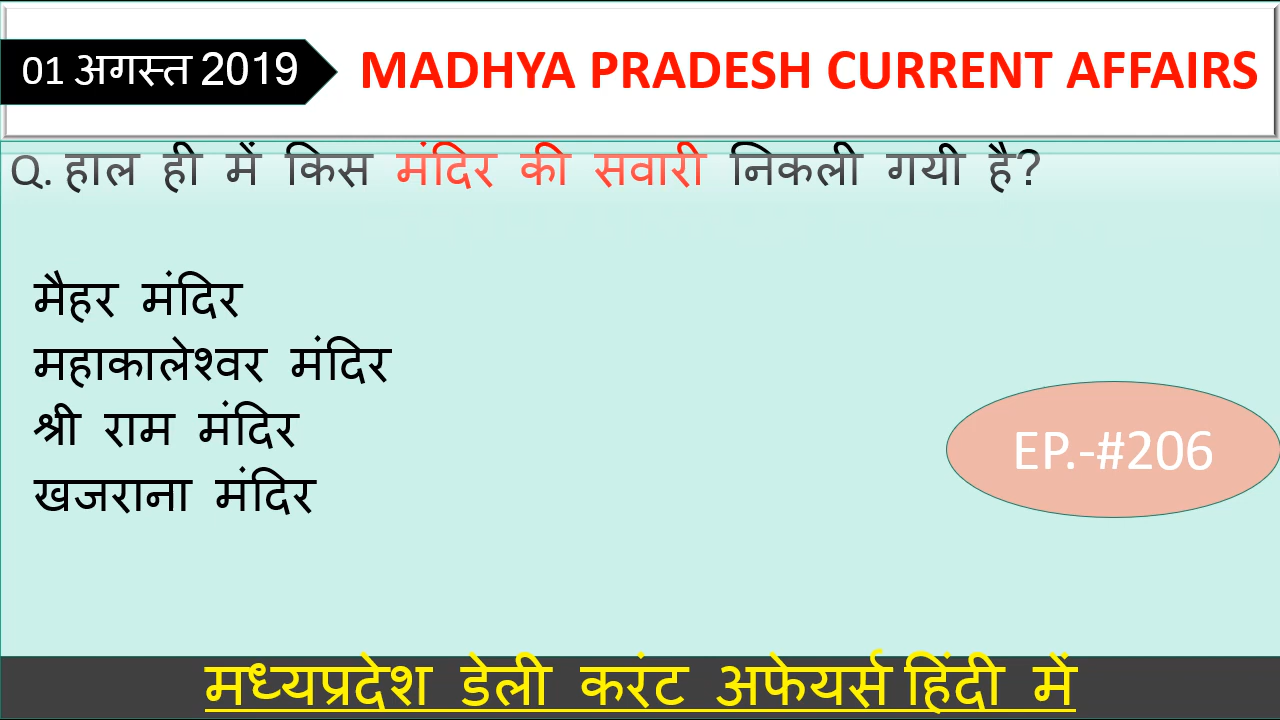 01 अगस्त 2019
MADHYA PRADESH CURRENT AFFAIRS
Q. हाल ही में किस मंदिर की सवारी निकली गयी है?
मैहर मंदिर
महाकालेश्वर मंदिर
श्री राम मंदिर
खजराना मंदिर
EP.-#206
मध्यप्रदेश डेली करंट अफेयर्स हिंदी में